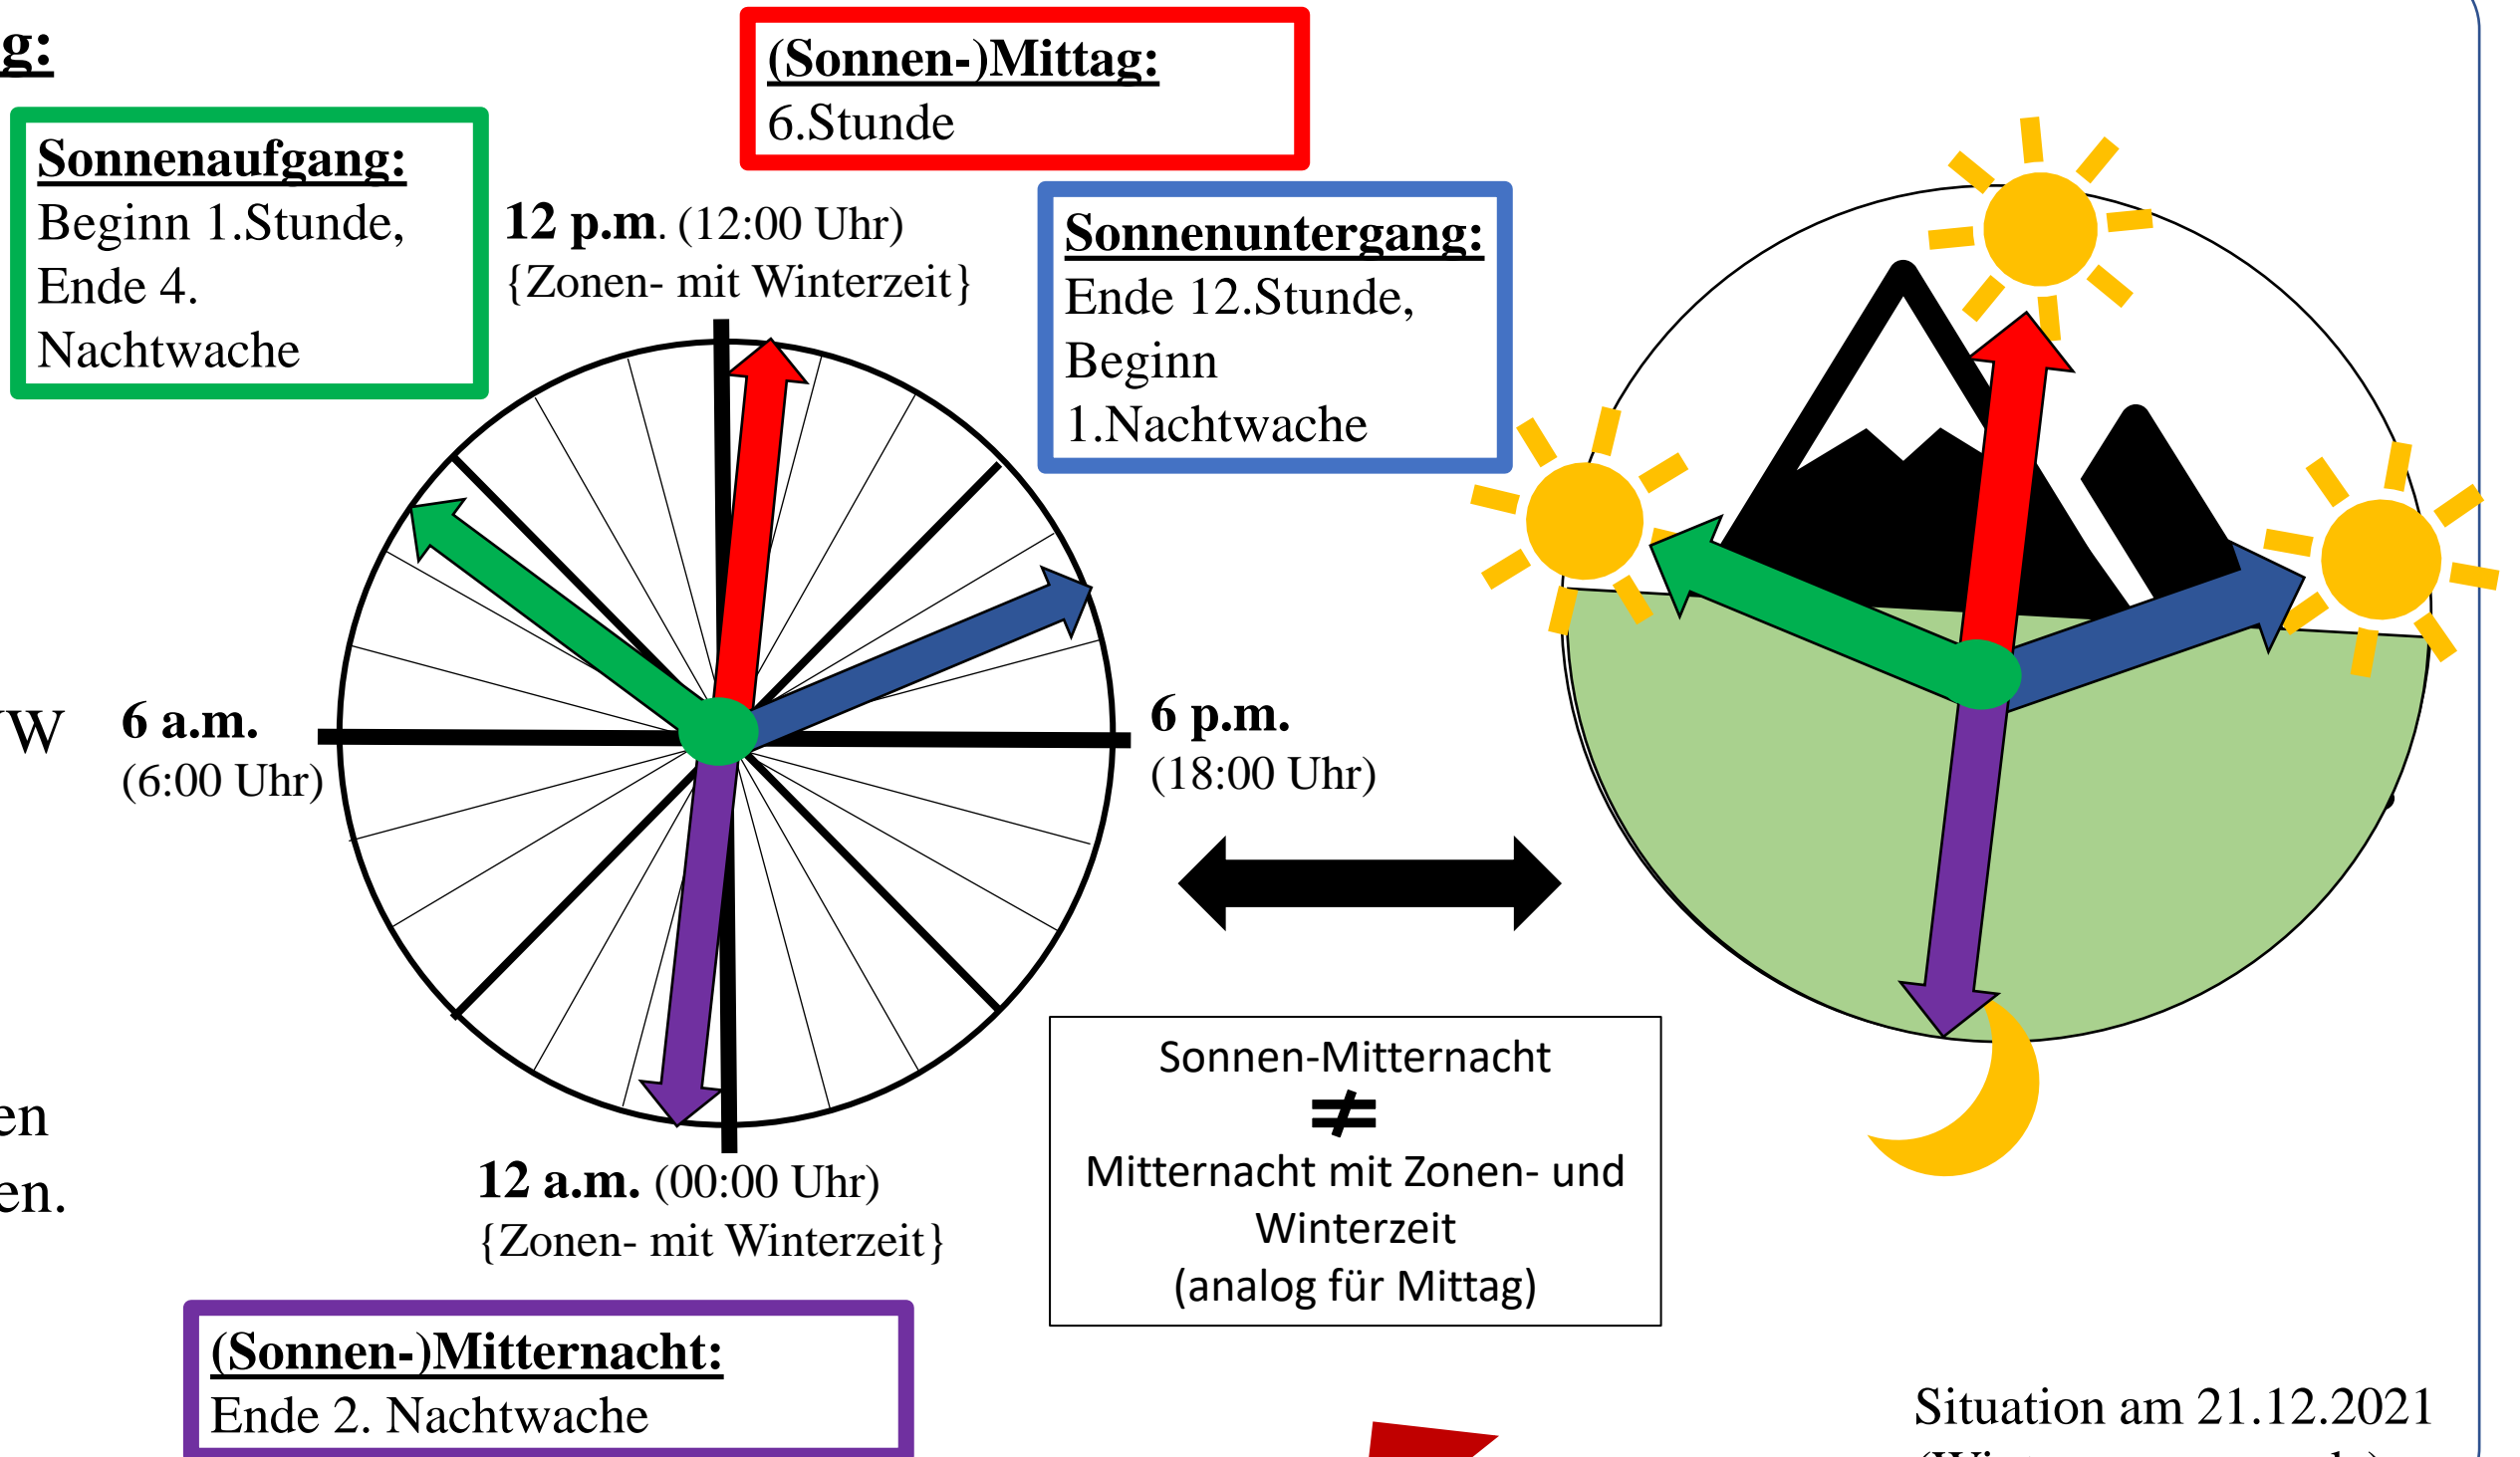 g:
(Sonnen-)Mittag:
6.Stunde
Sonnenaufgang:
Beginn 1.Stunde,
Ende 4.
Nachtwache
12 p.m. (12:00 Uhr)
{Zonen- mit Winterzeit}
Sonnenuntergang:
Ende 12.Stunde,
Beginn
1.Nachtwache
6 a.m.
(6:00 Uhr)
6 p.m.
(18:00 Uhr)
en
en.
12 a.m. (00:00 Uhr)
{Zonen- mit Winterzeit}
Sonnen-Mitternacht
≠
Mitternacht mit Zonen- und
Winterzeit
(analog für Mittag)
(Sonnen-)Mitternacht:
Ende 2. Nachtwache
Situation am 21.12.2021